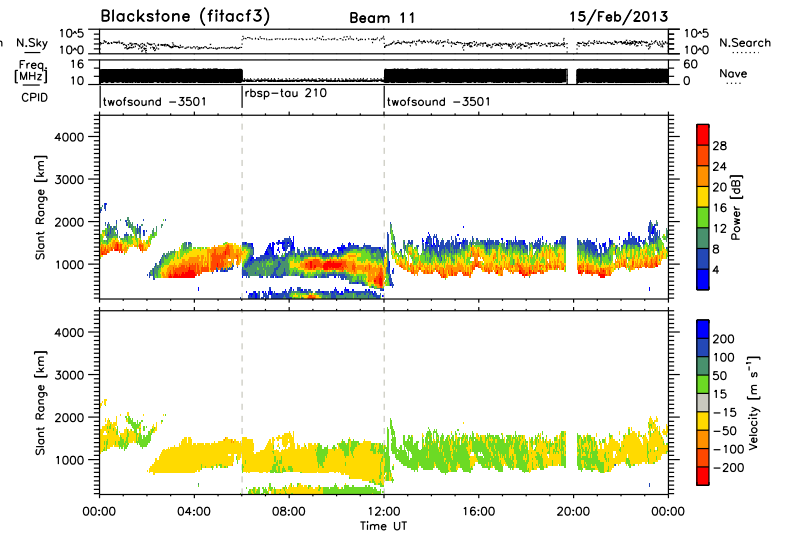 Blackstone (fitacf3) Beam 11 15/Feb/2013
n N.Sky 10^5 10^0 10^5 10^0 N.Search
Freq. [MHz] 16 10 60 0 Nave
CPID twofsound -3501 rbsp-tau 210 twofsound -3501
Slant Range [km]
4000
3000
2000
1000
28
24
20
16
12
8
4
Power [dB]
Slant Range [km]
4000
3000
2000
1000
200
100
50
15
-15
-50
-100
-200
Velocity [m s⁻¹]
00:00 04:00 08:00 12:00 16:00 20:00 00:00
Time UT